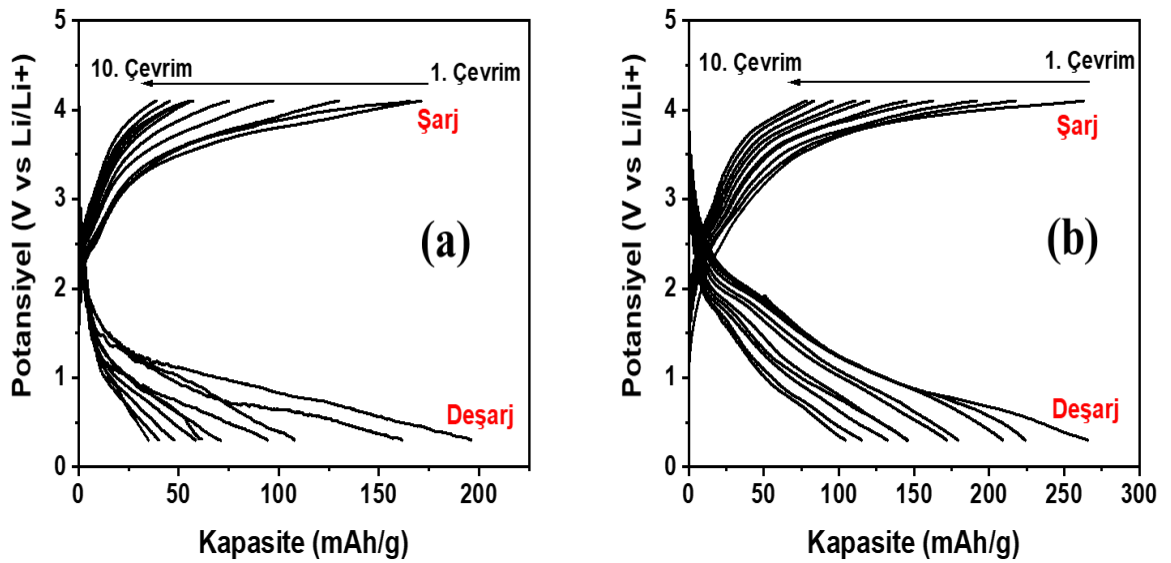 5
4
3
2
1
0
Potansiyel (V vs Li/Li+)
10. Çevrim
1. Çevrim
Şarj
(a)
Deşarj
0
50
100
150
200
Kapasite (mAh/g)
5
4
3
2
1
0
Potansiyel (V vs Li/Li+)
10. Çevrim
1. Çevrim
Şarj
(b)
Deşarj
0
50
100
150
200
250
300
Kapasite (mAh/g)